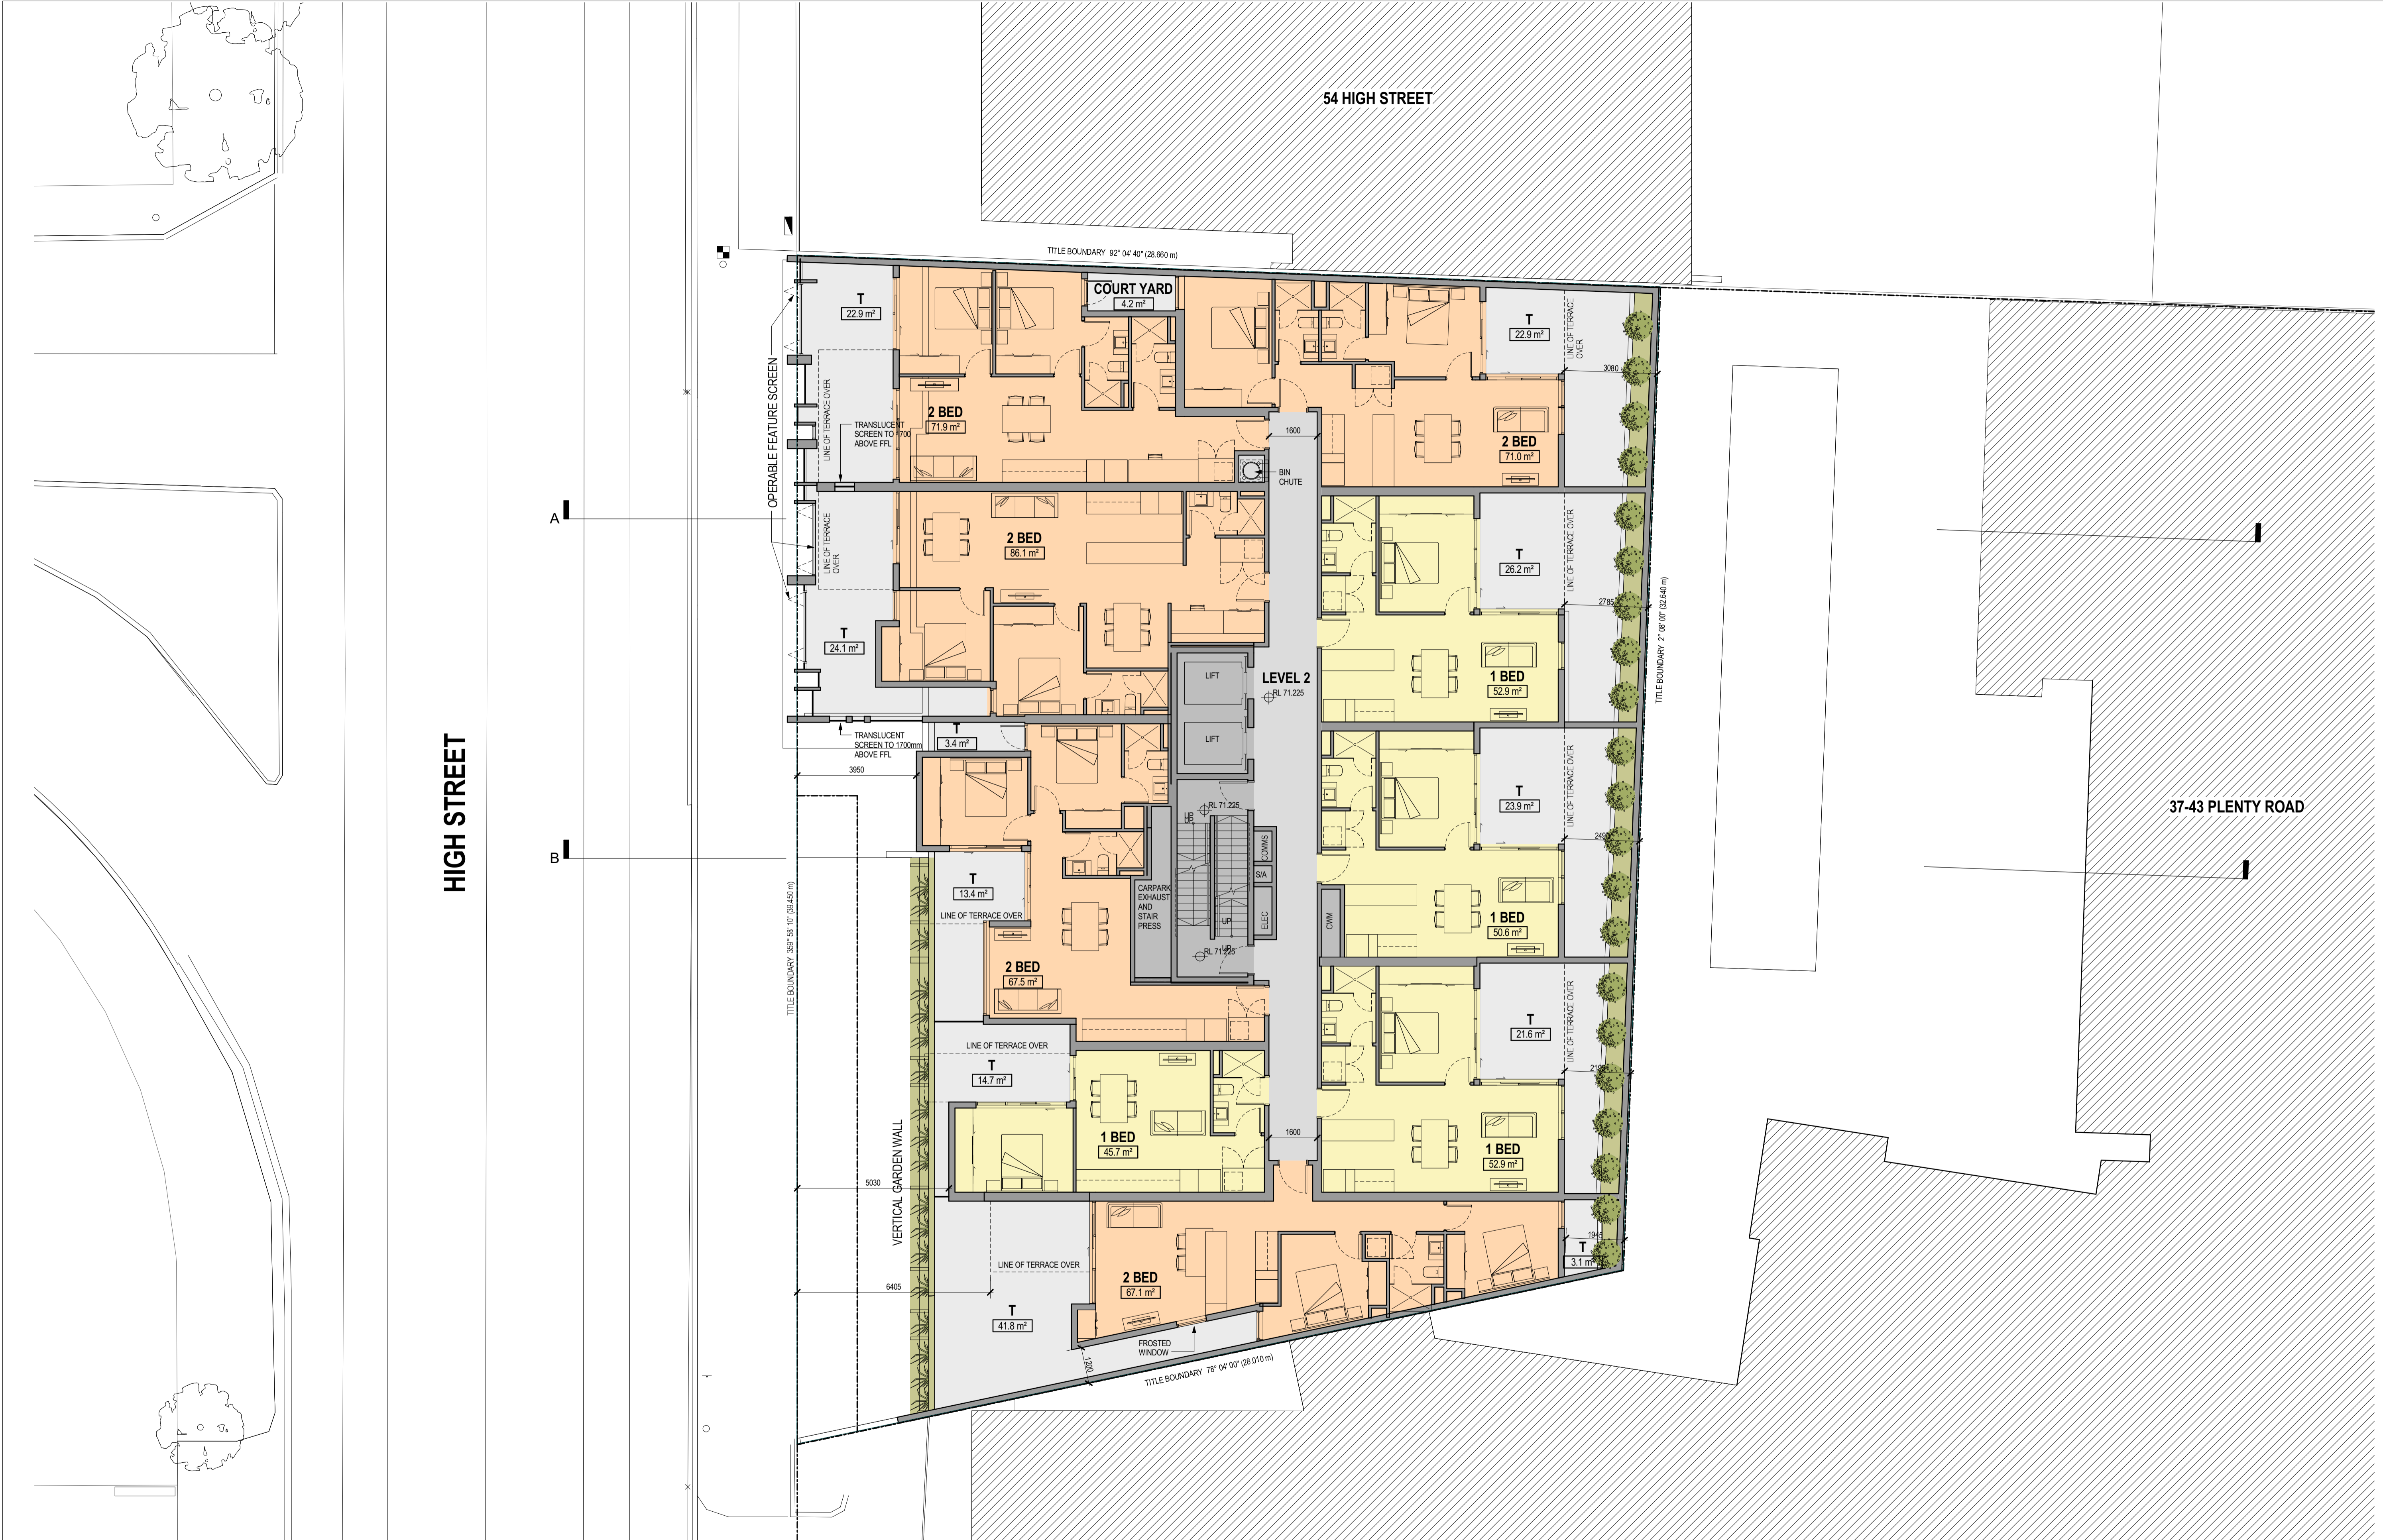 54 HIGH STREET
TITLE BOUNDARY 92° 04' 40" (28.660 m)
T
22.9 m²
COURT YARD
4.2 m²
T
22.9 m²
LINE OF TERRACE
OVER
3080
OPERABLE FEATURE SCREEN
LINE OF TERRACE OVER
2 BED
71.9 m²
TRANSLUCENT
SCREEN TO 1700
ABOVE FFL
1600
2 BED
71.0 m²
BIN
CHUTE
A
LINE OF TERRACE
OVER
2 BED
86.1 m²
T
26.2 m²
LINE OF TERRACE OVER
2785
TITLE BOUNDARY 2° 08' 00" (32.640 m)
T
24.1 m²
LIFT
LEVEL 2
RL 71.225
1 BED
52.9 m²
LIFT
TRANSLUCENT
SCREEN TO 1700mm
ABOVE FFL
T
3.4 m²
3950
HIGH STREET
T
23.9 m²
LINE OF TERRACE OVER
37-43 PLENTY ROAD
RL 71.225
UP
COMMS
B
S/A
T
13.4 m²
LINE OF TERRACE OVER
TITLE BOUNDARY 359° 58' 10" (39.450 m)
CARPARK
EXHAUST
AND
STAIR
PRESS
ELEC
UP
CWM
1 BED
50.6 m²
RL 71.225
2 BED
67.5 m²
T
21.6 m²
LINE OF TERRACE OVER
LINE OF TERRACE OVER
T
14.7 m²
VERTICAL GARDEN WALL
1 BED
45.7 m²
1600
1 BED
52.9 m²
5030
T
3.1 m²
LINE OF TERRACE OVER
2 BED
67.1 m²
6405
T
41.8 m²
FROSTED
WINDOW
1200
TITLE BOUNDARY 78° 04' 00" (28.010 m)